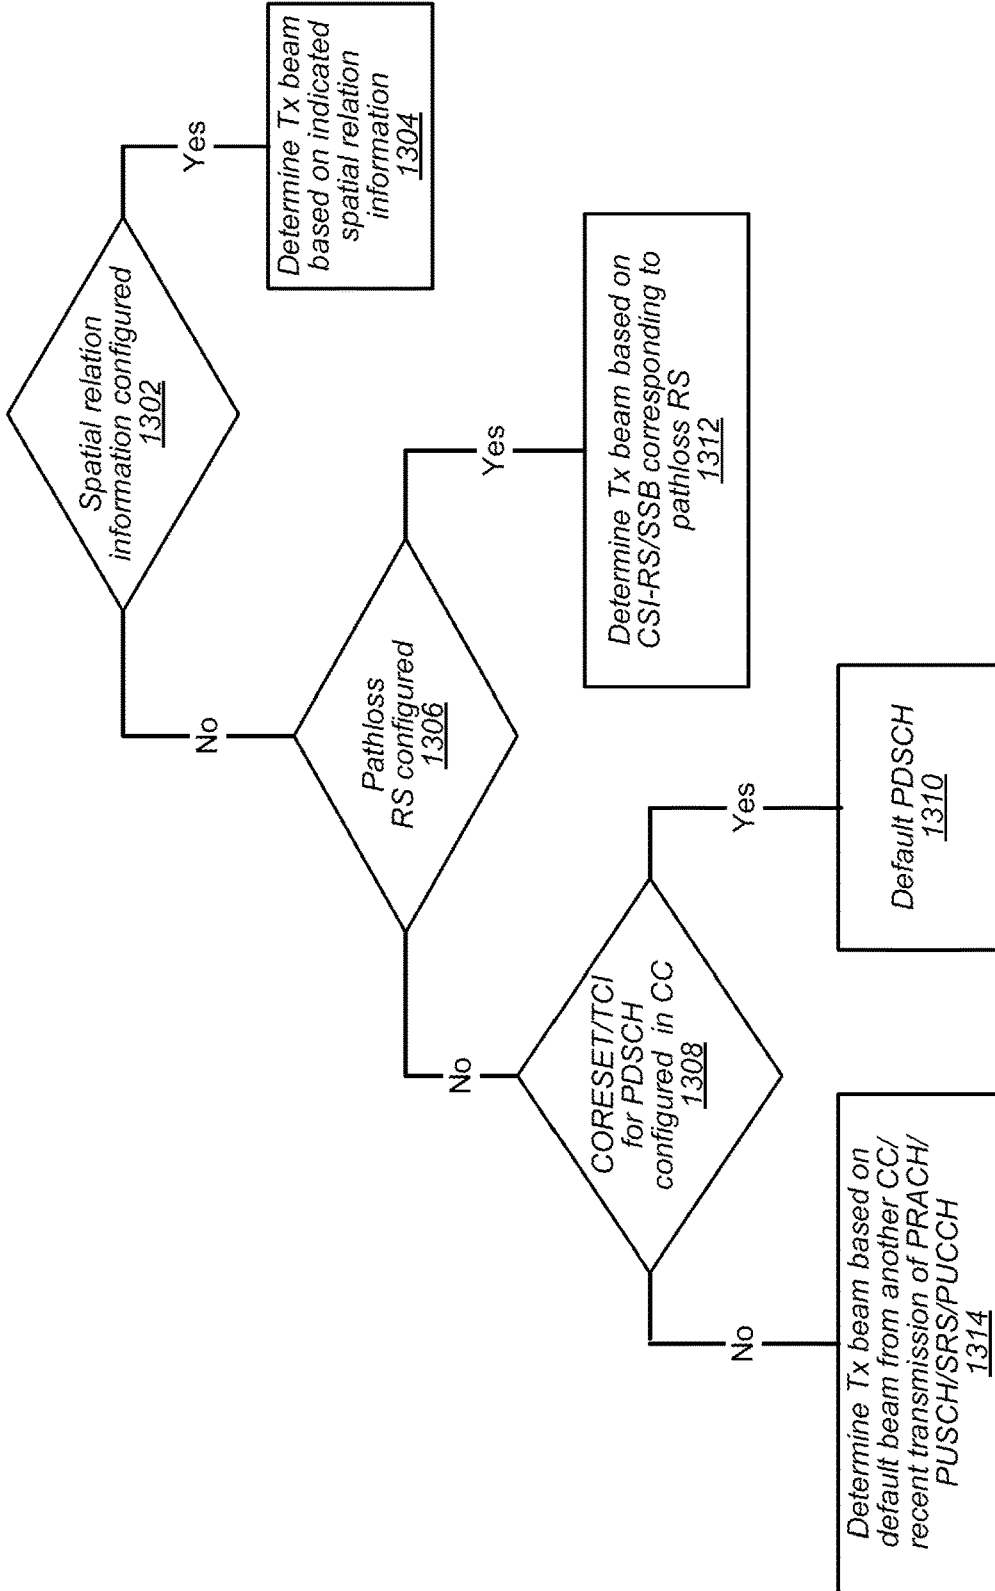 Spatial relation
information configured
1302
Yes
Determine Tx beam
based on indicated
spatial relation
information
1304
No
Pathloss
RS configured
1306
Yes
Determine Tx beam based on
CSI-RS/SSB corresponding to
pathloss RS
1312
No
CORESET/TCI
for PDSCH
configured in CC
1308
Yes
Default PDSCH
1310
No
Determine Tx beam based on
default beam from another CC/
recent transmission of PRACH/
PUSCH/SRS/PUCCH
1314